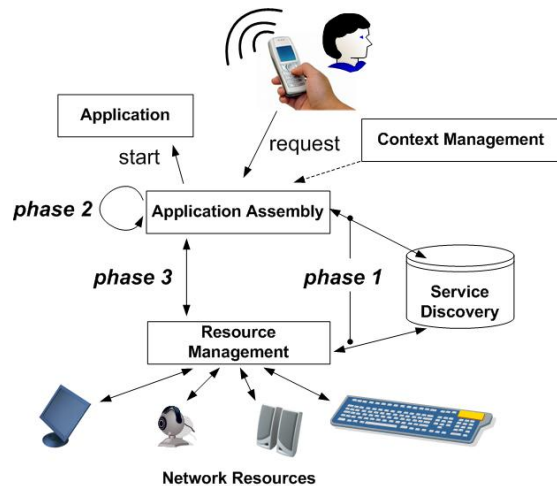 Application
start
request
Context Management
phase 2
Application Assembly
phase 3
phase 1
Service
Discovery
Resource
Management
Network Resources